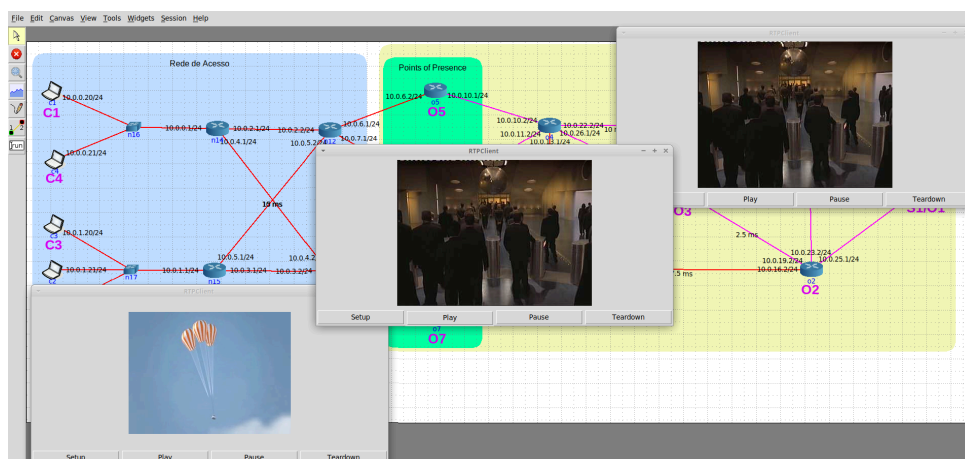 File Edit Canvas View Tools Widgets Session Help
RTPClient
Rede de Acesso
Points of Presence
c1
10.0.0.20/24
C1
10.0.6.2/24
10.0.10.1/24
o5
O5
n16
10.0.0.1/24
10.0.2.1/24
10.0.2.2/24
10.0.6.1/24
10.0.10.2/24
10.0.22.2/24
10.0.11.2/24
10.0.26.1/24
10.0.4.1/24
10.0.7.1/24
10.0.0.21/24
C4
Play
Pause
Teardown
RTPClient
10 ms
c3
10.0.1.20/24
C3
O3
S1/O1
2.5 ms
10.0.23.2/24
10.0.19.2/24
10.0.25.1/24
10.0.16.2/24
o2
O2
10.0.5.1/24
10.0.1.21/24
10.0.1.1/24
10.0.3.1/24
10.0.3.2/24
c2
n17
n15
run
RTPClient
Setup
Play
Pause
Teardown
o7
O7
Setup
Play
Pause
Teardown